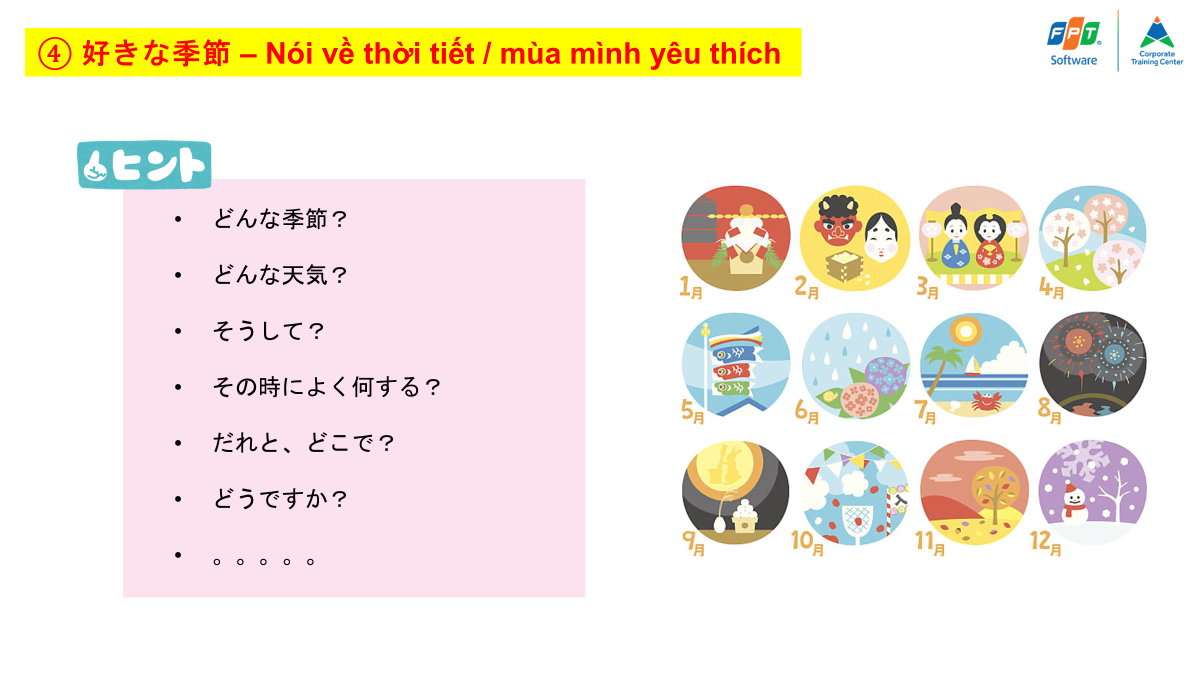 ④ 好きな季節 – Nói về thời tiết / mùa mình yêu thích
FPT
Software
Corporate
Training Center
ヒント
• どんな季節？
• どんな天気？
• そうして？
• その時によく何する？
• だれと、どこで？
• どうですか？
• 。。。。。
1月
2月
3月
4月
5月
6月
7月
8月
9月
10月
11月
12月